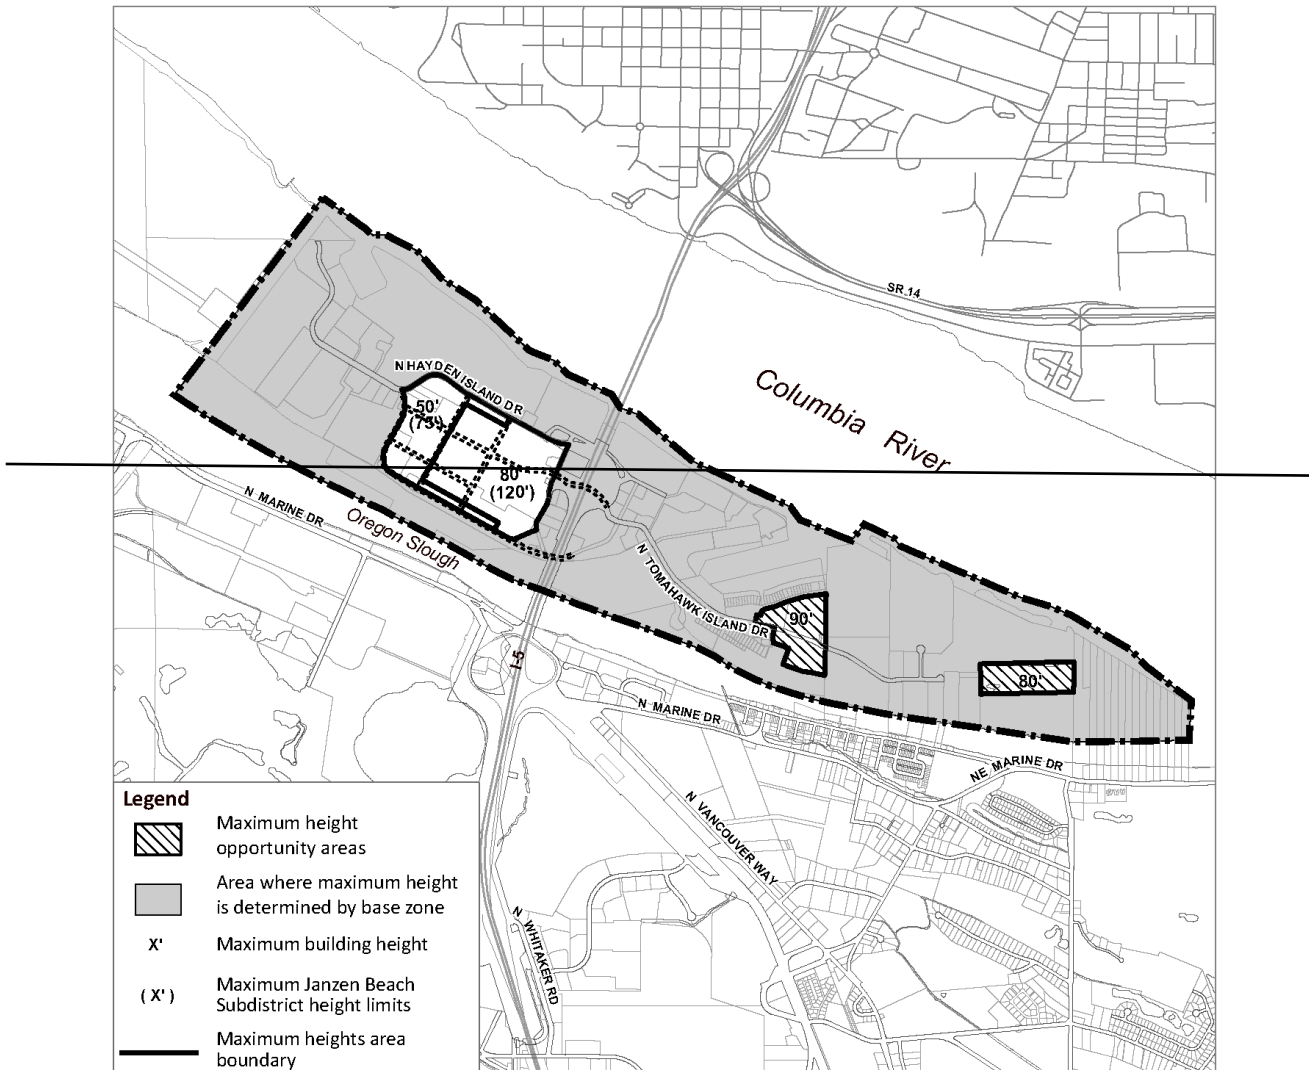 SR 14
Columbia River
N HAYDEN ISLAND DR
50'
(75')
80'
(120')
N MARINE DR
Oregon Slough
N TOMAHAWK ISLAND DR
90'
80'
I-5
N MARINE DR
NE MARINE DR
N VANCOUVER WAY
N WHITAKER RD
Legend
Maximum height
opportunity areas
Area where maximum height
is determined by base zone
X' Maximum building height
( X' ) Maximum Janzen Beach
Subdistrict height limits
Maximum heights area
boundary